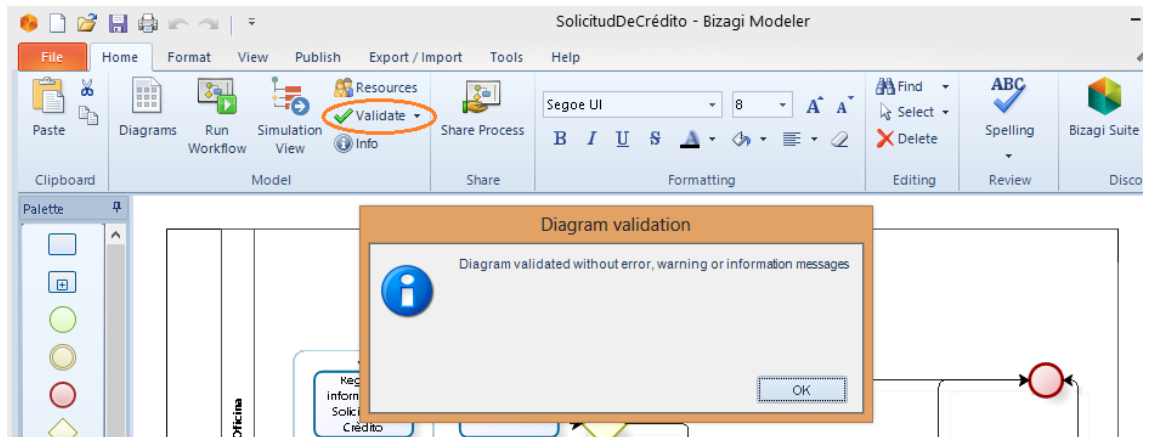 SolicitudDeCrédito - Bizagi Modeler
File Home Format View Publish Export / Import Tools Help
Paste
Clipboard
Diagrams
Run
Workflow
Simulation
View
Resources
Validate
Info
Model
Share Process
Share
Segoe UI 8 A A
B I U S A
Formatting
Find
Select
Delete
Editing
ABC
Spelling
Review
Bizagi Suite
Disco
Palette
Diagram validation
Diagram validated without error, warning or information messages
OK
Oficina
Crèdito